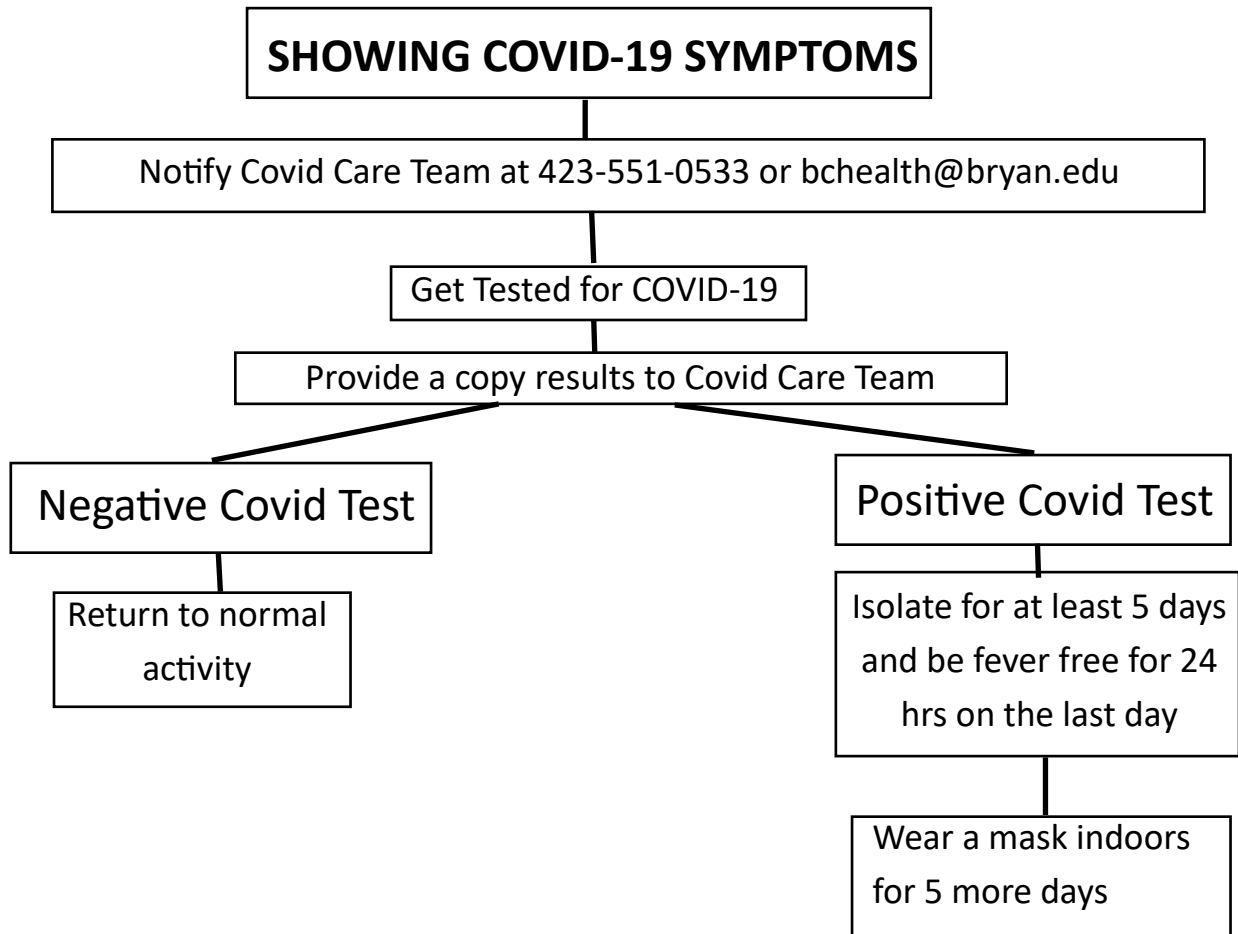 SHOWING COVID-19 SYMPTOMS
Notify Covid Care Team at 423-551-0533 or bchealth@bryan.edu
Get Tested for COVID-19
Provide a copy results to Covid Care Team
Negative Covid Test
Return to normal
activity
Positive Covid Test
Isolate for at least 5 days
and be fever free for 24
hrs on the last day
Wear a mask indoors
for 5 more days